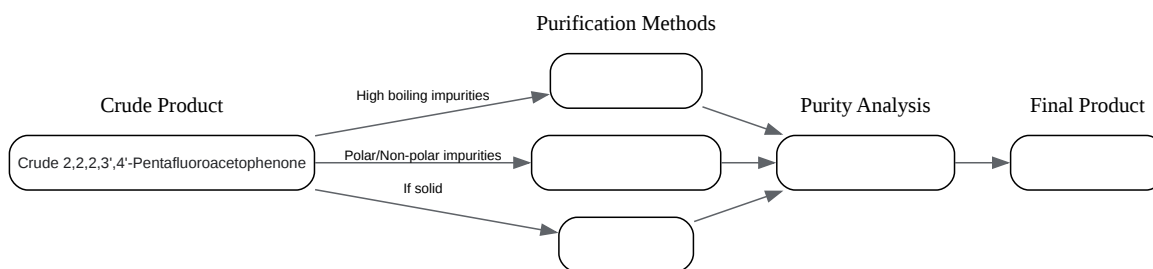 Purification Methods
Crude Product
High boiling impurities
Purity Analysis
Final Product
Crude 2,2,2,3',4'-Pentafluoroacetophenone
Polar/Non-polar impurities
If solid